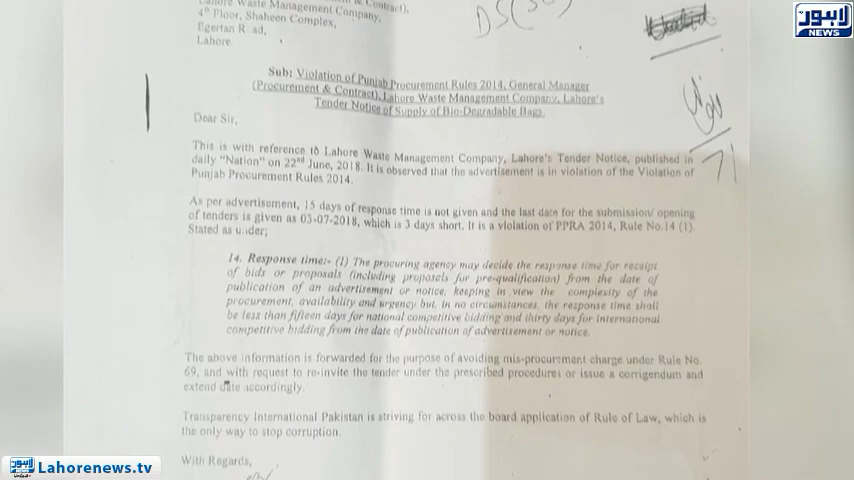 & Contract),
Lahore Waste Management Company,
4th Floor, Shaheen Complex,
Egertan R ad,
Lahore.
لاہور
NEWS
Sub: Violation of Punjab Procurement Rules 2014, General Manager
(Procurement & Contract), Lahore Waste Management Company, Lahore's
Tender Notice of Supply of Bio-Degradable Bags.
Dear Sir,
This is with reference to Lahore Waste Management Company, Lahore's Tender Notice, published in
daily "Nation" on 22nd June, 2018. It is observed that the advertisement is in violation of the Violation of
Punjab Procurement Rules 2014.
As per advertisement, 15 days of response time is not given and the last date for the submission/ opening
of tenders is given as 03-07-2018, which is 3 days short. It is a violation of PPRA 2014, Rule No.14 (1).
Stated as under;
14. Response time:- (1) The procuring agency may decide the response time for receipt
of bids or proposals (including proposals for pre-qualification) from the date of
publication of an advertisement or notice, keeping in view the complexity of the
procurement, availability and urgency but, in no circumstances, the response time shall
be less than fifteen days for national competitive bidding and thirty days for international
competitive bidding from the date of publication of advertisement or notice.
The above information is forwarded for the purpose of avoiding mis-procurement charge under Rule No.
69, and with request to re-invite the tender under the prescribed procedures or issue a corrigendum and
extend date accordingly.
Transparency International Pakistan is striving for across the board application of Rule of Law, which is
the only way to stop corruption.
With Regards,
Lahorenews.tv